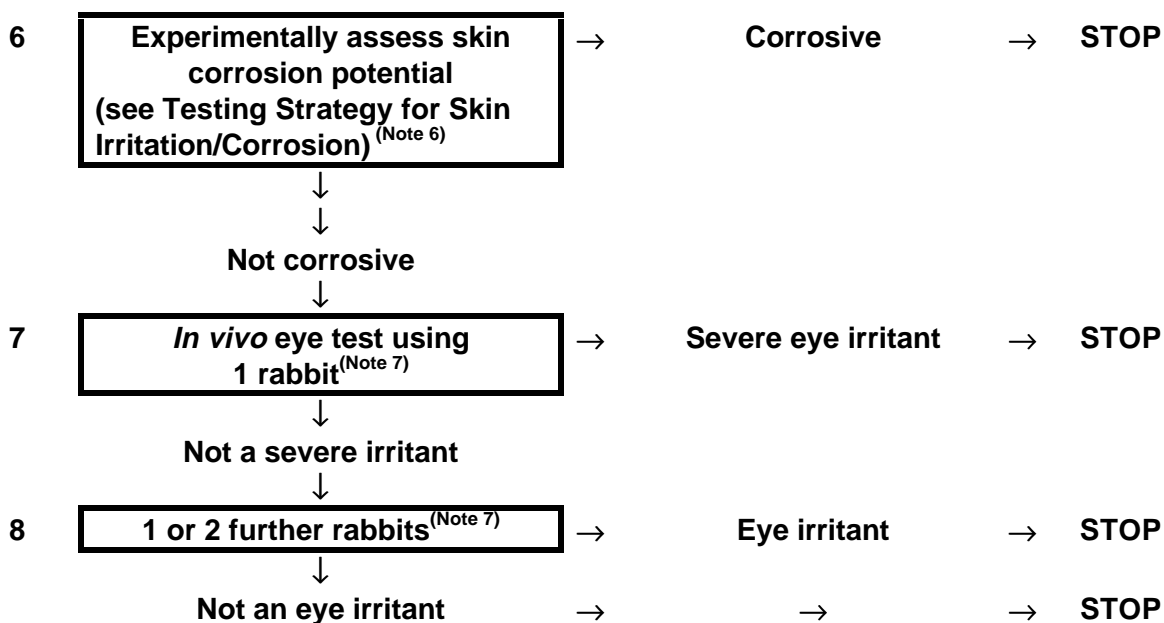 6 Experimentally assess skin → Corrosive → STOP
corrosion potential
(see Testing Strategy for Skin
Irritation/Corrosion) (Note 6)
↓
↓
Not corrosive
↓
7 In vivo eye test using → Severe eye irritant → STOP
1 rabbit(Note 7)
↓
Not a severe irritant
↓
8 1 or 2 further rabbits(Note 7) → Eye irritant → STOP
↓
Not an eye irritant → → → STOP